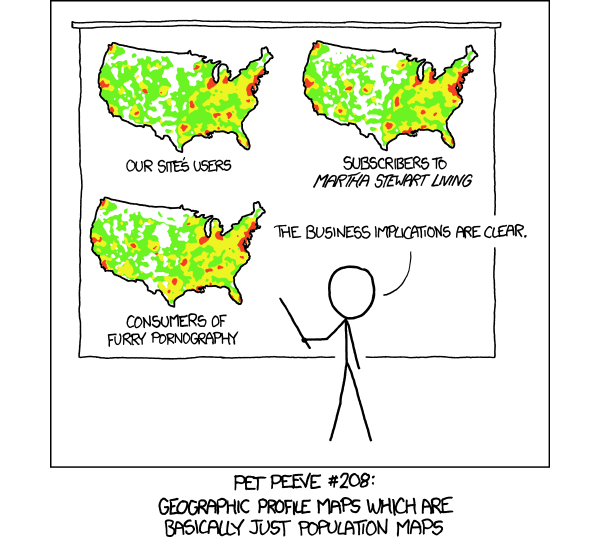 OUR SITE'S USERS
SUBSCRIBERS TO
MARTHA STEWART LIVING
THE BUSINESS IMPLICATIONS ARE CLEAR.
CONSUMERS OF
FURRY PORNOGRAPHY
PET PEEVE #208:
GEOGRAPHIC PROFILE MAPS WHICH ARE
BASICALLY JUST POPULATION MAPS